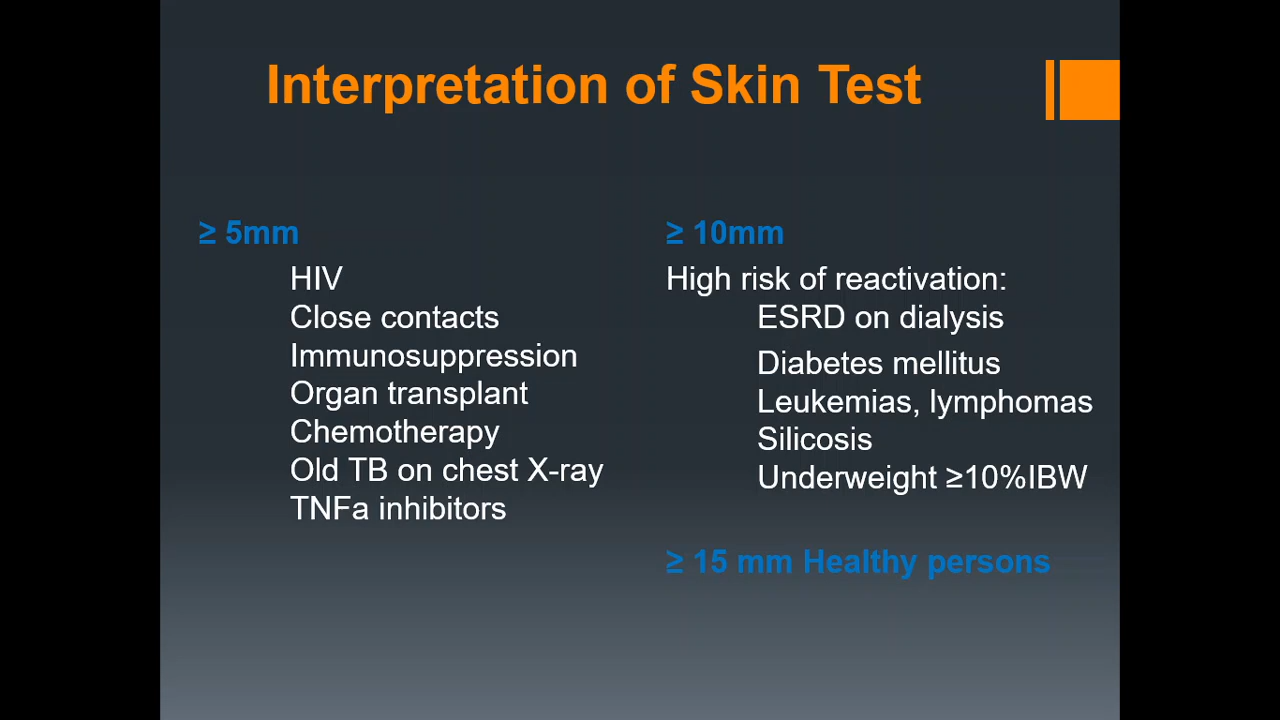 Interpretation of Skin Test
≥ 5mm
HIV
Close contacts
Immunosuppression
Organ transplant
Chemotherapy
Old TB on chest X-ray
TNFa inhibitors
≥ 10mm
High risk of reactivation:
ESRD on dialysis
Diabetes mellitus
Leukemias, lymphomas
Silicosis
Underweight ≥10%IBW
≥ 15 mm Healthy persons